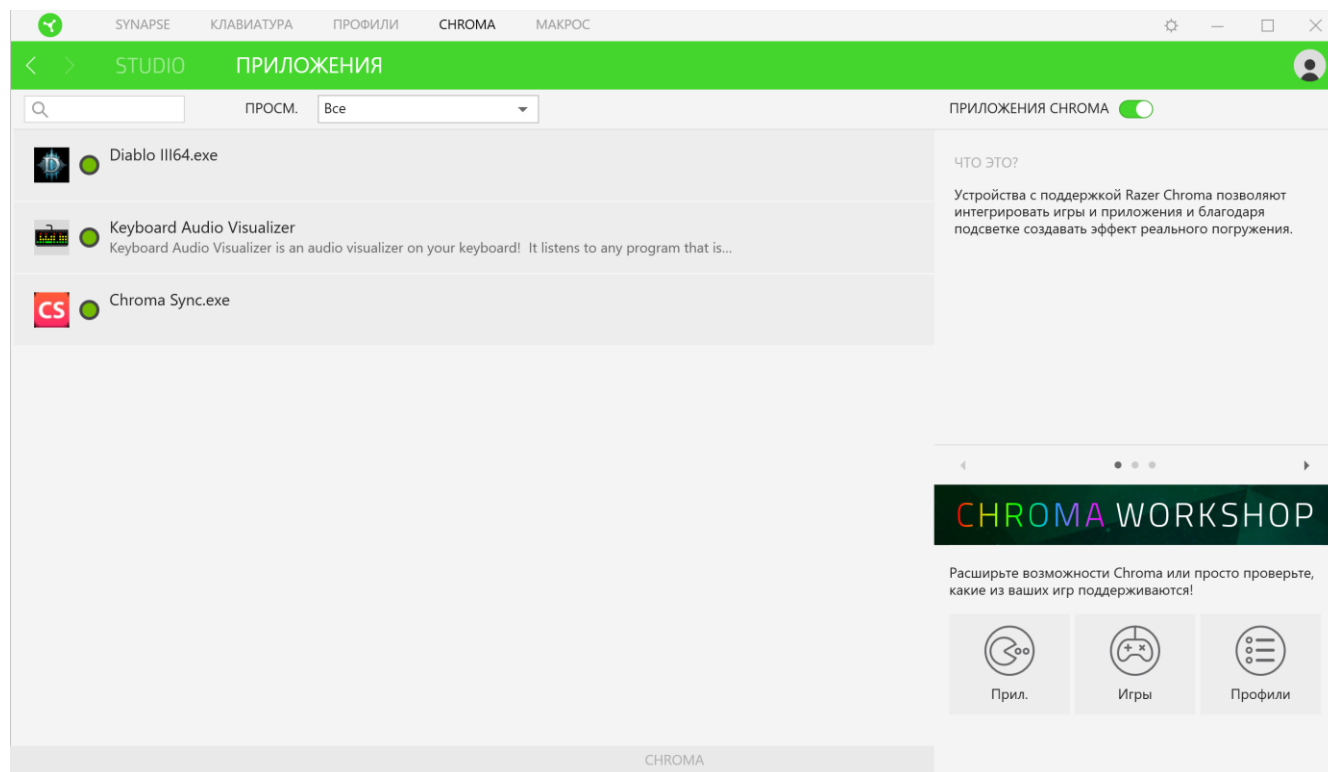 SYNAPSE КЛАВИАТУРА ПРОФИЛИ CHROMA МАКРОС
STUDIO ПРИЛОЖЕНИЯ
ПРОСМ. Все
ПРИЛОЖЕНИЯ CHROMA
Diablo III64.exe
Keyboard Audio Visualizer
Keyboard Audio Visualizer is an audio visualizer on your keyboard! It listens to any program that is...
CS
Chroma Sync.exe
ЧТО ЭТО?
Устройства с поддержкой Razer Chroma позволяют
интегрировать игры и приложения и благодаря
подсветке создавать эффект реального погружения.
CHROMA WORKSHOP
Расширьте возможности Chroma или просто проверьте,
какие из ваших игр поддерживаются!
Прил. Игры Профили
CHROMA